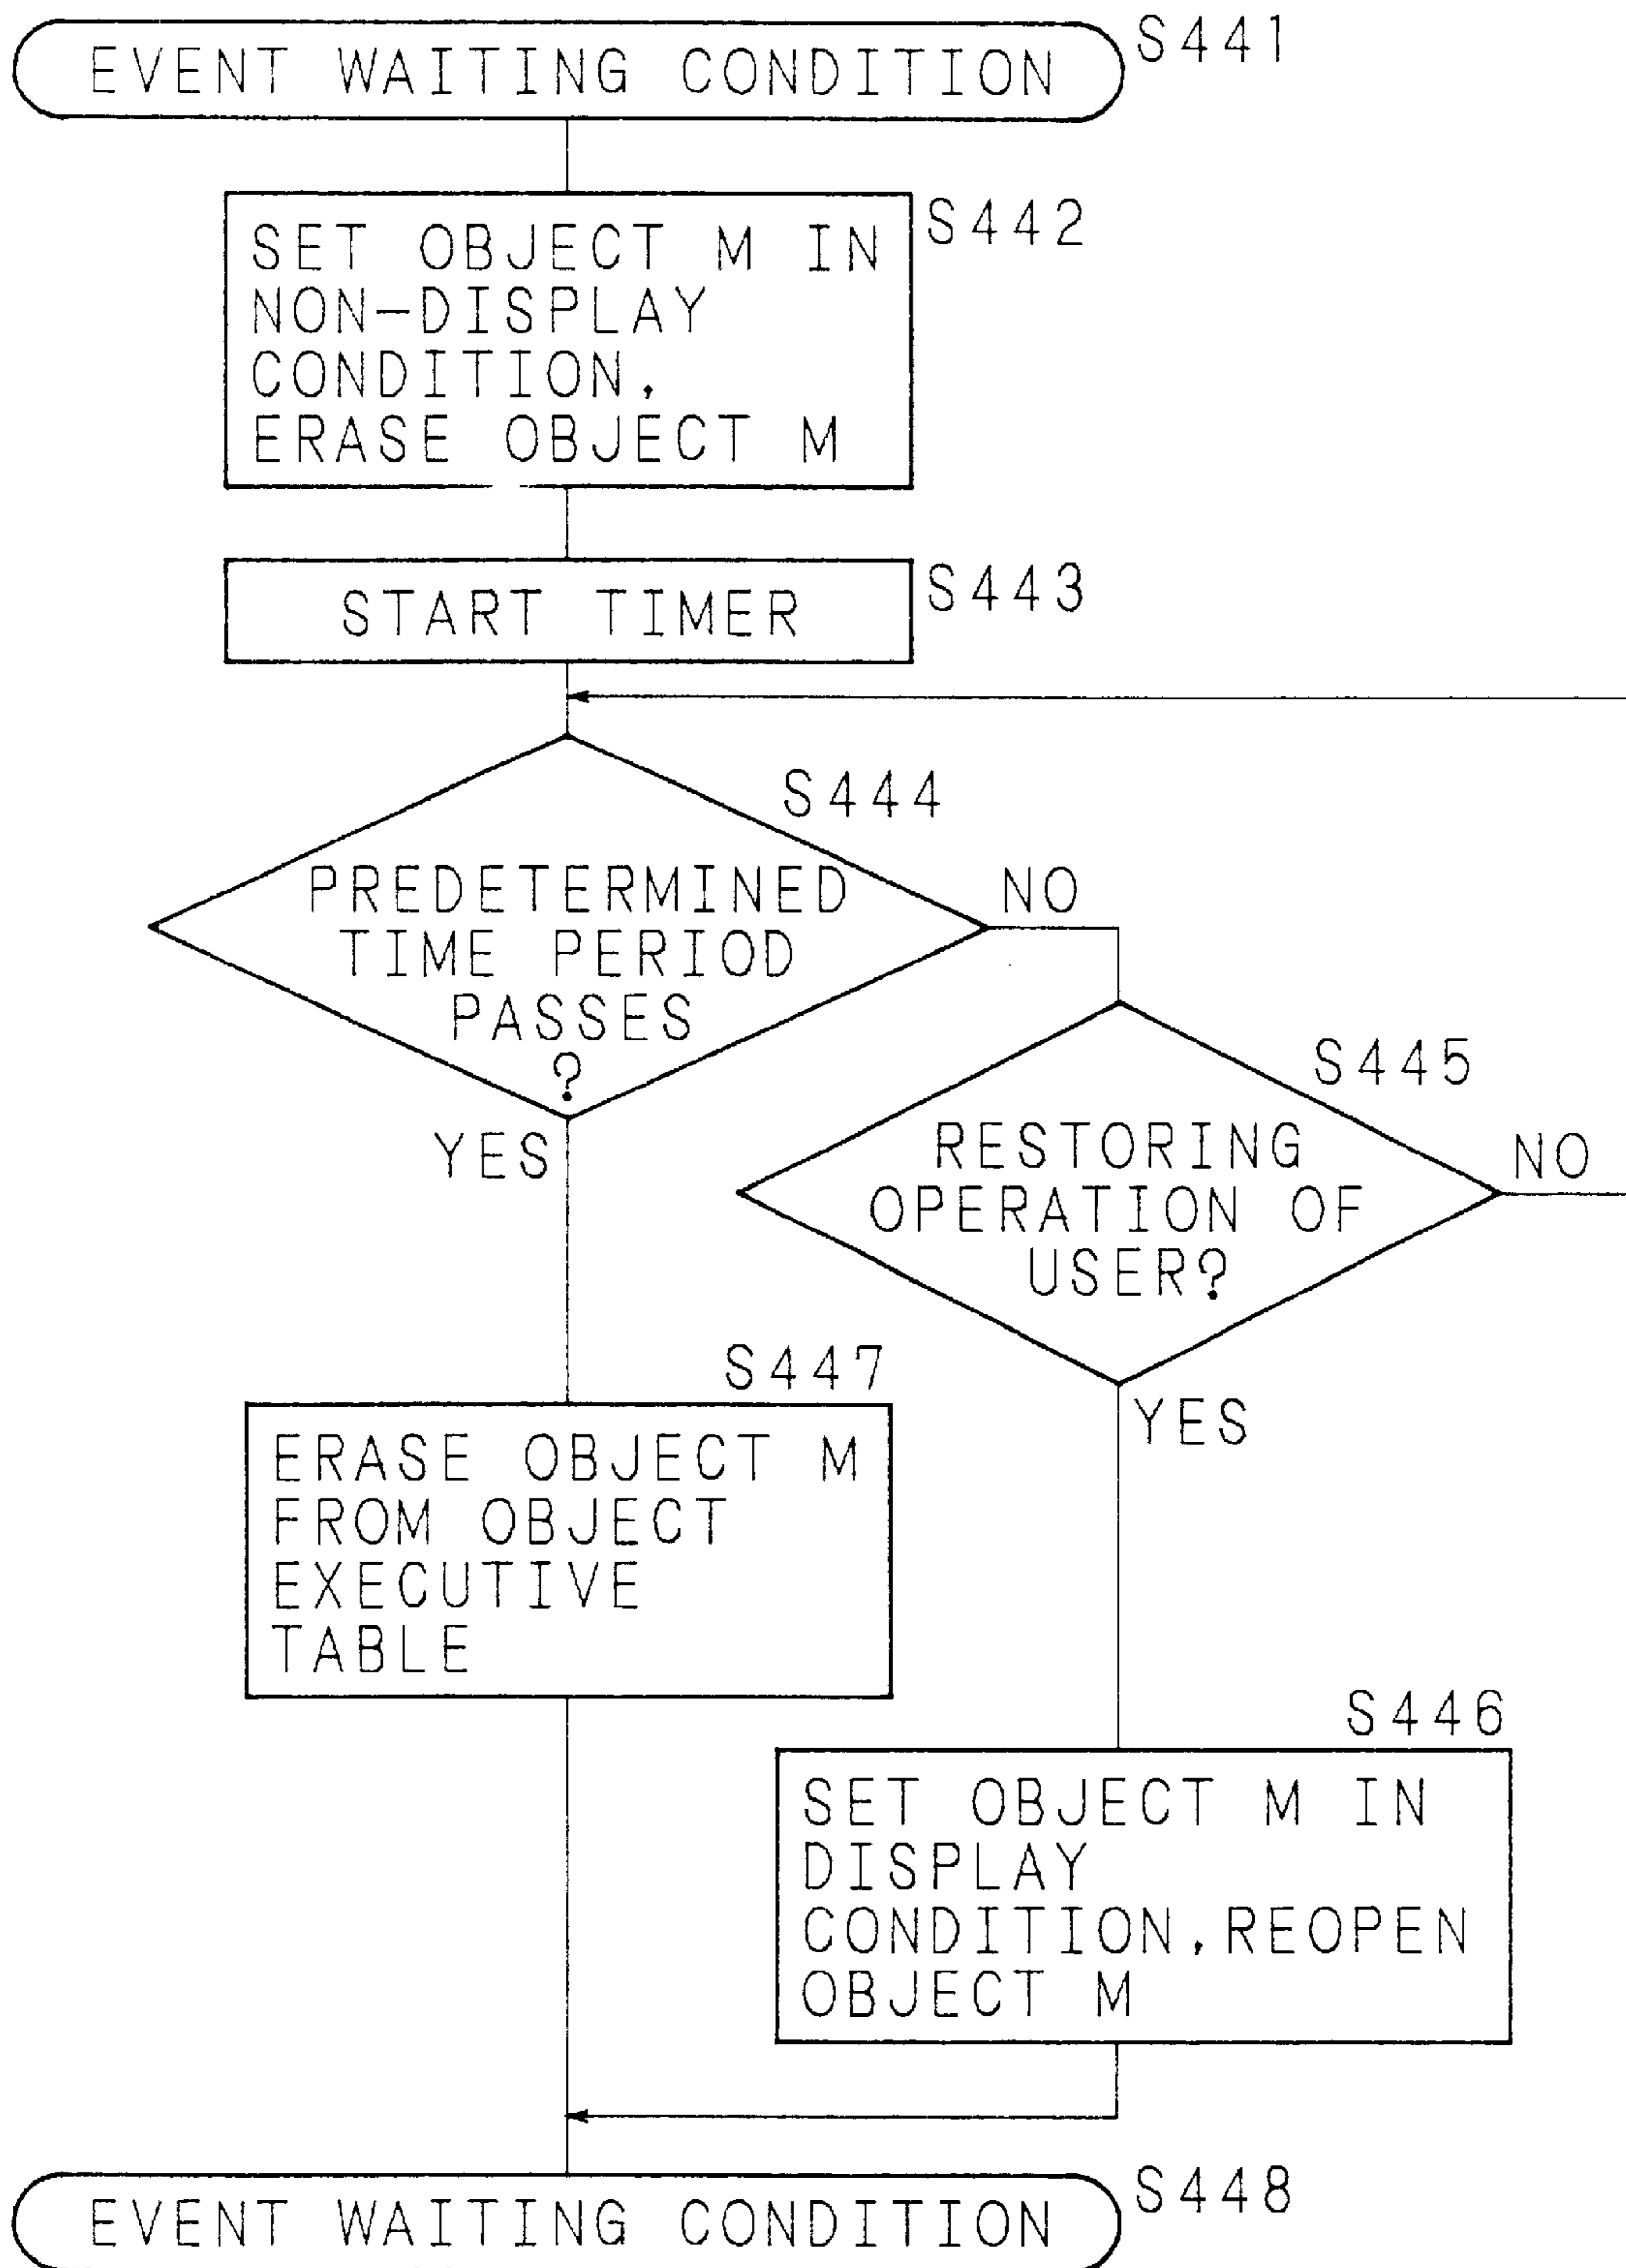 EVENT WAITING CONDITION
S441
SET OBJECT M IN
NON-DISPLAY
CONDITION,
ERASE OBJECT M
S442
START TIMER
S443
S444
PREDETERMINED
TIME PERIOD
PASSES
?
NO
YES
S445
RESTORING
OPERATION OF
USER?
NO
YES
S447
ERASE OBJECT M
FROM OBJECT
EXECUTIVE
TABLE
S446
SET OBJECT M IN
DISPLAY
CONDITION,REOPEN
OBJECT M
EVENT WAITING CONDITION
S448